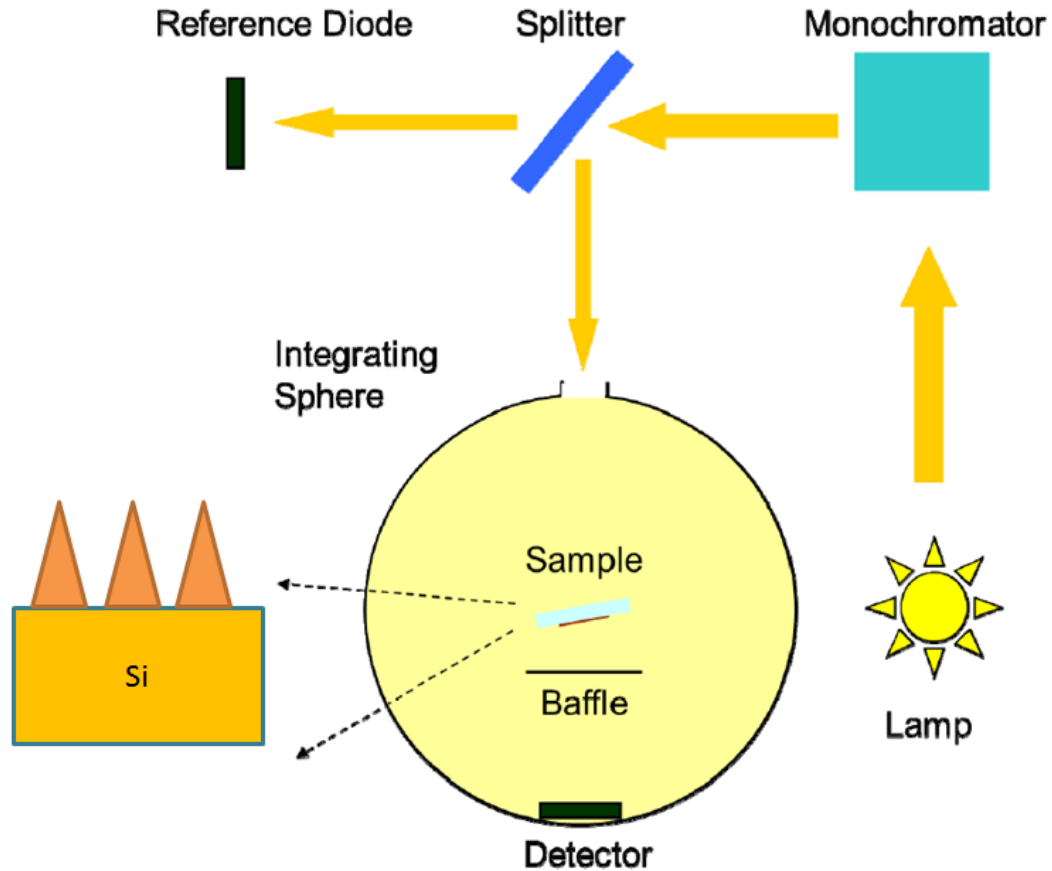 Reference Diode
Splitter
Monochromator
Integrating
Sphere
Sample
Si
Baffle
Lamp
Detector